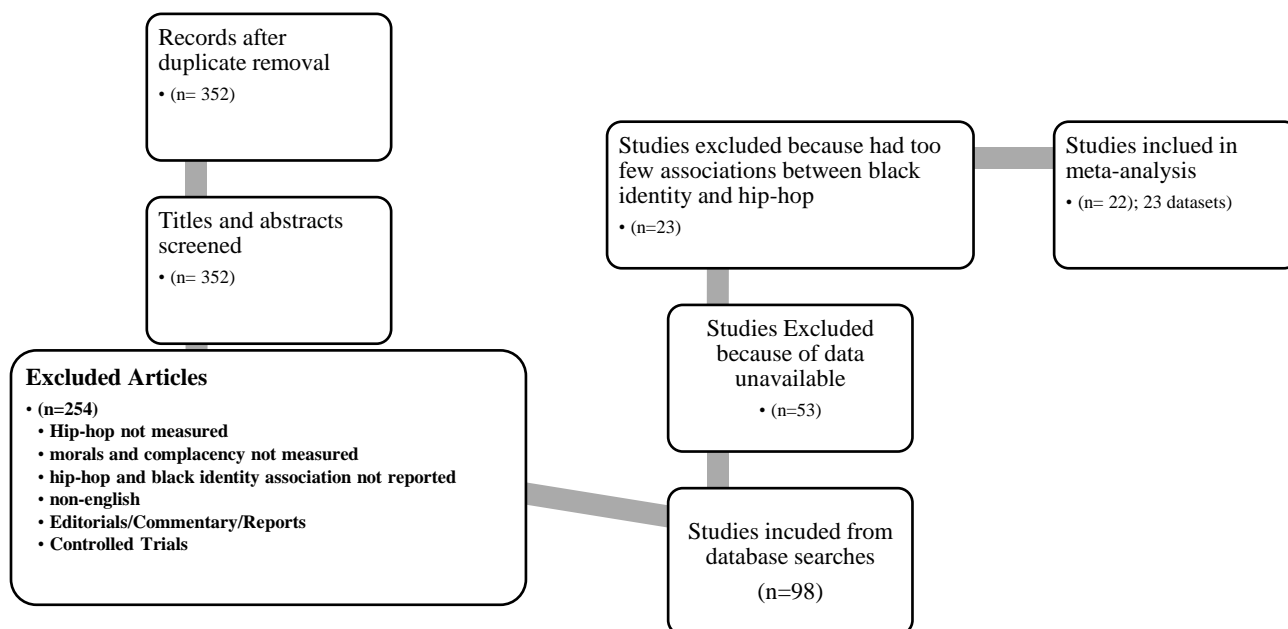 Records after
duplicate removal
• (n= 352)
Titles and abstracts
screened
• (n= 352)
Excluded Articles
• (n=254)
• Hip-hop not measured
• morals and complacency not measured
• hip-hop and black identity association not reported
• non-english
• Editorials/Commentary/Reports
• Controlled Trials
Studies incuded from
database searches
(n=98)
Studies Excluded
because of data
unavailable
• (n=53)
Studies excluded because had too
few associations between black
identity and hip-hop
• (n=23)
Studies inclued in
meta-analysis
• (n= 22); 23 datasets)